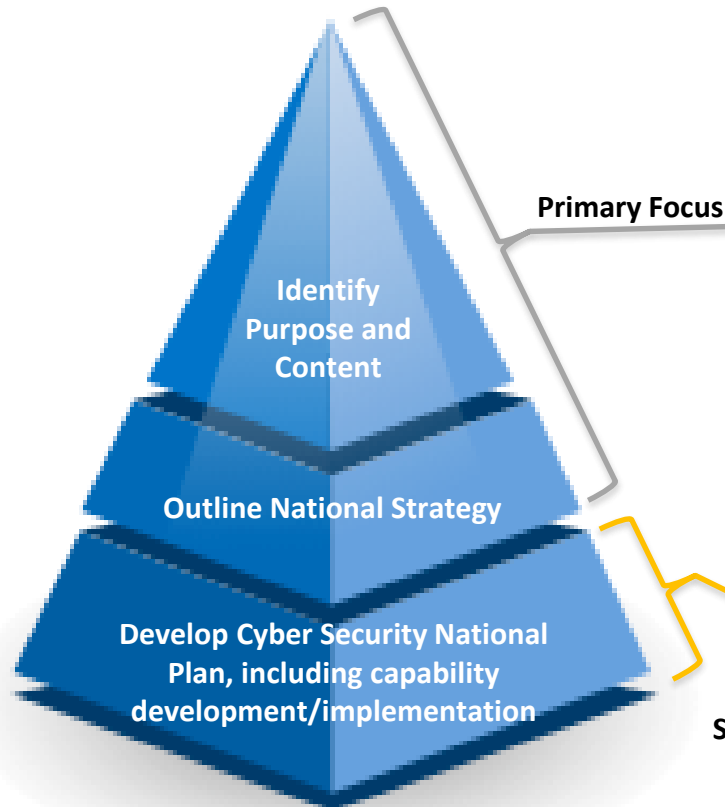 Primary Focus
Identify
Purpose and
Content
Outline National Strategy
Develop Cyber Security National
Plan, including capability
development/implementation
S